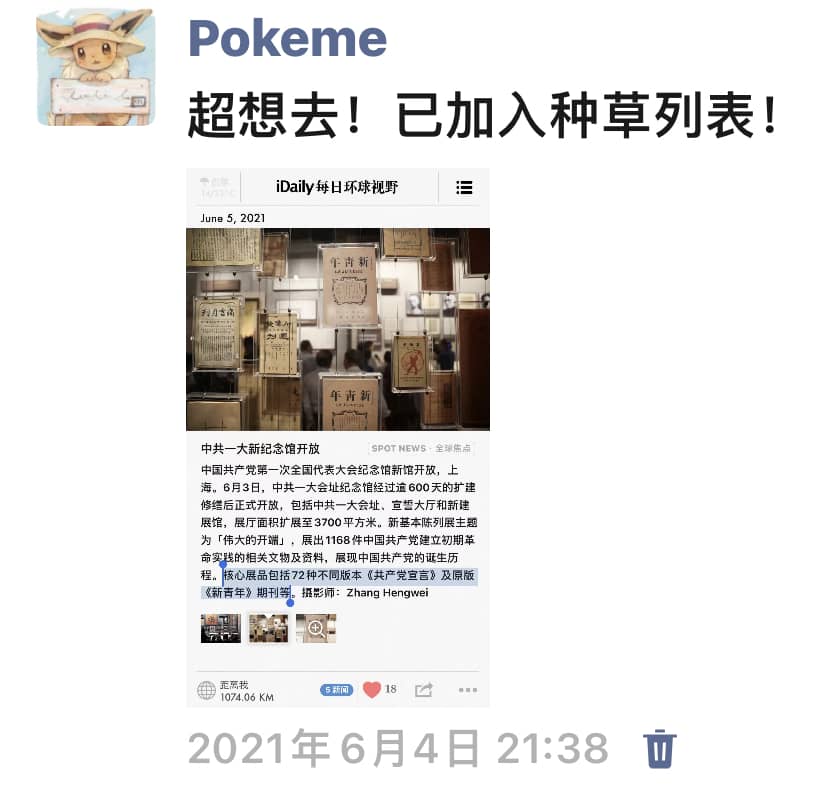 Pokeme
超想去！已加入种草列表！
iDaily 每日环球视野
June 5, 2021
新青年
新青年
中共一大新纪念馆开放
SPOT NEWS · 全球焦点
中国共产党第一次全国代表大会纪念馆新馆开放，上
海。6月3日，中共一大会址纪念馆经过逾600天的扩建
修缮后正式开放，包括中共一大会址、宣誓大厅和新建
展馆，展厅面积扩展至3700平方米。新基本陈列展主题
为「伟大的开端」，展出1168件中国共产党建立初期革
命实践的相关文物及资料，展现中国共产党的诞生历
程。核心展品包括72种不同版本《共产党宣言》及原版
《新青年》期刊等。摄影师：Zhang Hengwei
距离我
1074.06 KM
5 新闻
18
2021年6月4日 21:38